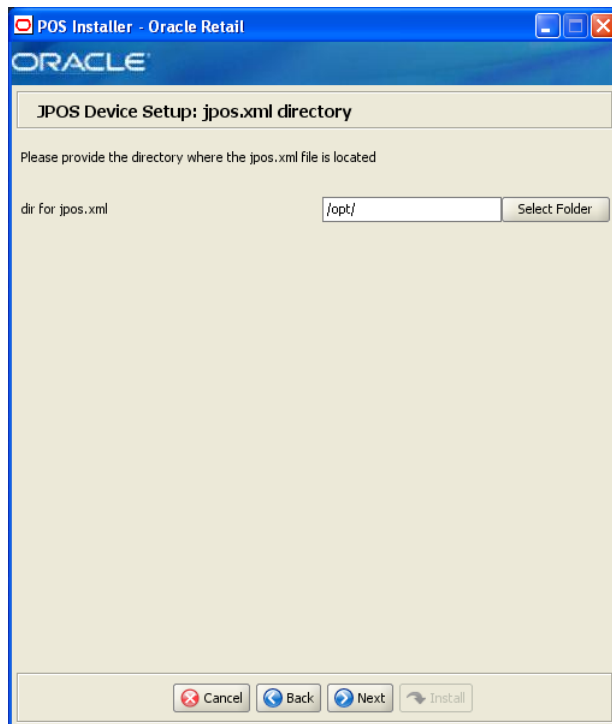 POS Installer - Oracle Retail
ORACLE
JPOS Device Setup: jpos.xml directory
Please provide the directory where the jpos.xml file is located
dir for jpos.xml /opt/ Select Folder
Cancel Back Next Install